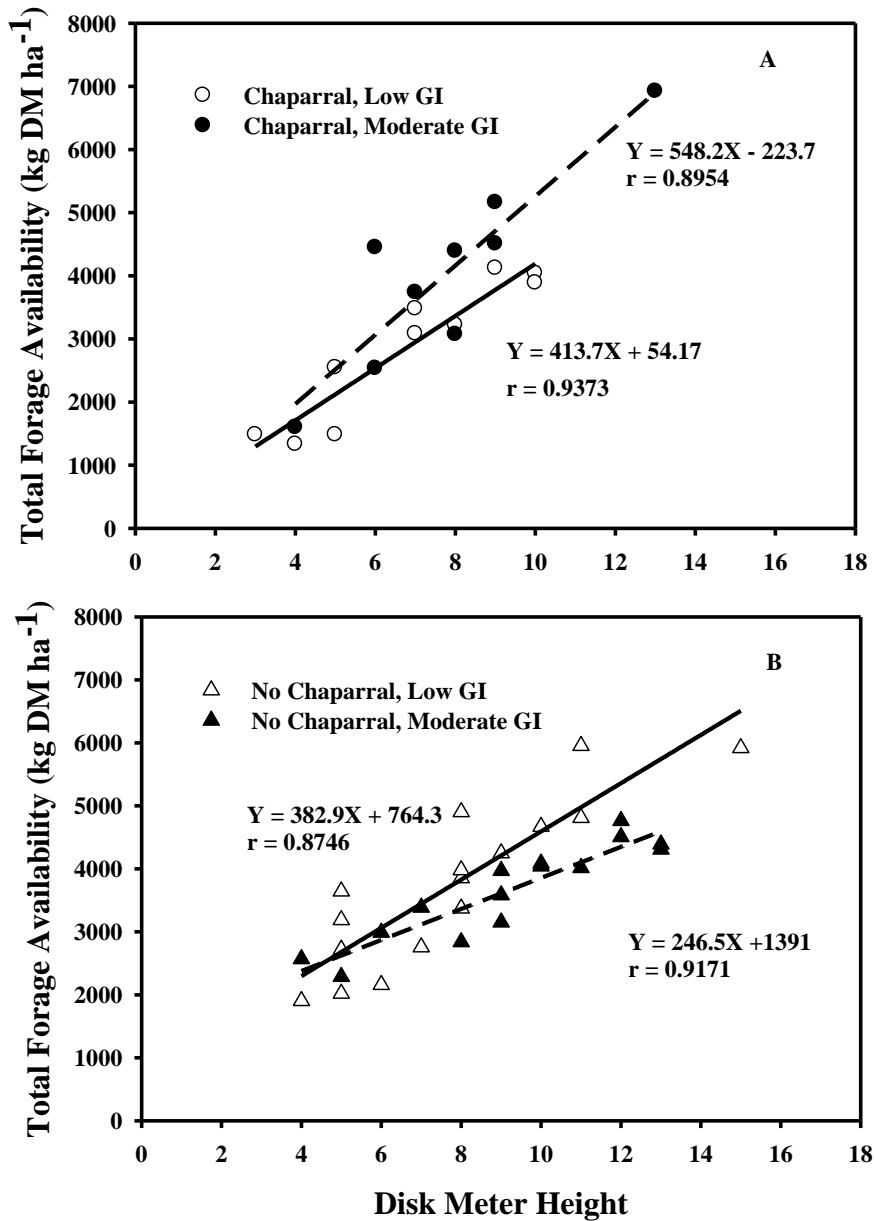 Total Forage Availability (kg DM ha-1)
8000
7000
6000
5000
4000
3000
2000
1000
0
A
Chaparral, Low GI
Chaparral, Moderate GI
Y = 548.2X - 223.7
r = 0.8954
Y = 413.7X + 54.17
r = 0.9373
0 2 4 6 8 10 12 14 16 18
Total Forage Availability (kg DM ha-1)
8000
7000
6000
5000
4000
3000
2000
1000
0
B
No Chaparral, Low GI
No Chaparral, Moderate GI
Y = 382.9X + 764.3
r = 0.8746
Y = 246.5X +1391
r = 0.9171
0 2 4 6 8 10 12 14 16 18
Disk Meter Height